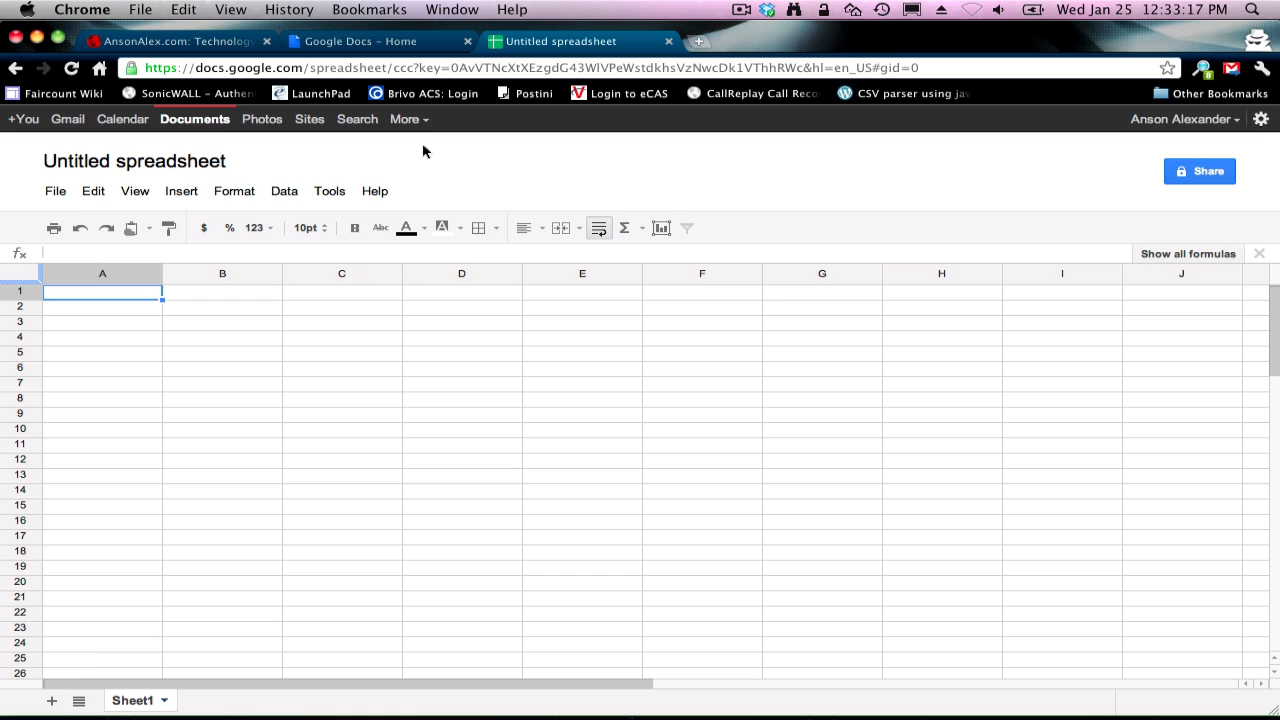 Chrome File Edit View History Bookmarks Window Help Wed Jan 25 12:33:17 PM
AnsonAlex.com: Technology Google Docs - Home Untitled spreadsheet
https://docs.google.com/spreadsheet/ccc?key=0AvVTNcXtXEzgdG43WlVPeWstdkhsVzNwcDk1VThhRWc&hl=en_US#gid=0
8
Faircount Wiki SonicWALL - Authen LaunchPad Brivo ACS: Login Postini Login to eCAS CallReplay Call Reco CSV parser using jav Other Bookmarks
+You Gmail Calendar Documents Photos Sites Search More Anson Alexander
Untitled spreadsheet
Share
File Edit View Insert Format Data Tools Help
$ % 123 10pt B Abc A A Σ
fx Show all formulas
A B C D E F G H I J
1
2
3
4
5
6
7
8
9
10
11
12
13
14
15
16
17
18
19
20
21
22
23
24
25
26
+ Sheet1